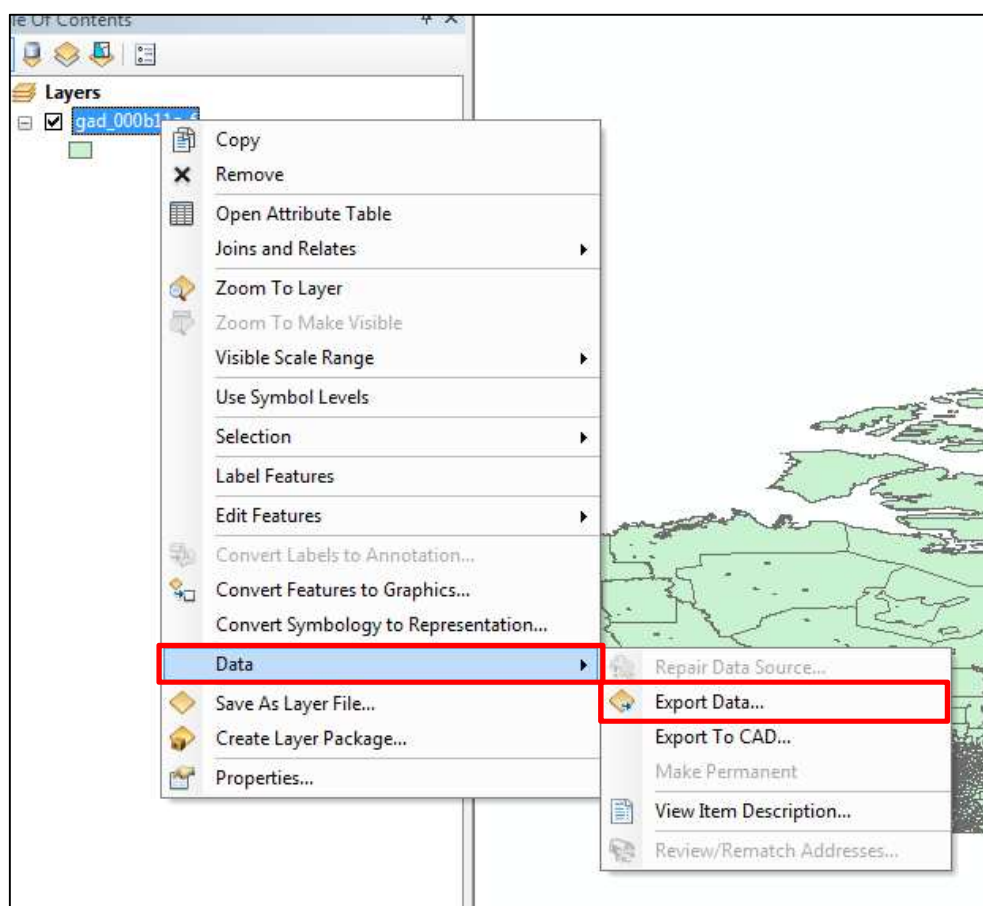 le Of Contents
Layers
gad_000b11a_f
Copy
Remove
Open Attribute Table
Joins and Relates
Zoom To Layer
Zoom To Make Visible
Visible Scale Range
Use Symbol Levels
Selection
Label Features
Edit Features
Convert Labels to Annotation...
Convert Features to Graphics...
Convert Symbology to Representation...
Data
Save As Layer File...
Create Layer Package...
Properties...
Repair Data Source...
Export Data...
Export To CAD...
Make Permanent
View Item Description...
Review/Rematch Addresses...